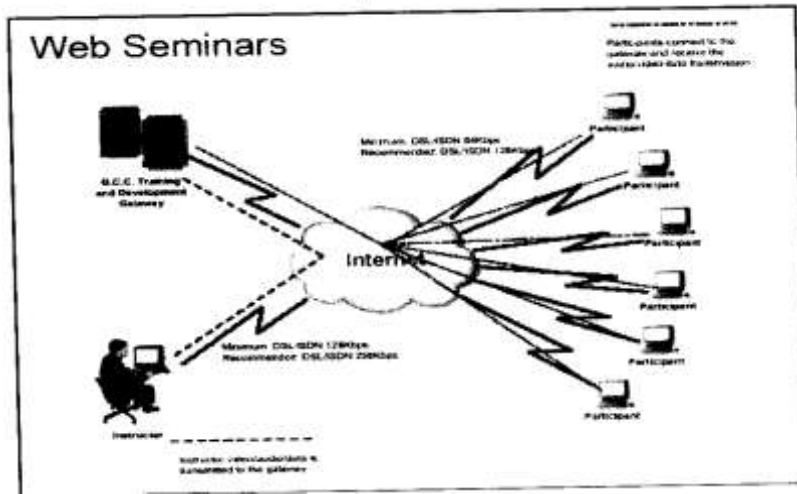 Web Seminars
Participants connect to the
gateway and receive the
audio/video/data transmission
Minimum: DSL/ISDN 64Kbps
Recommended: DSL/ISDN 128Kbps
Participant
Participant
Participant
Participant
Participant
Participant
Training
and Development
Gateway
Internet
Minimum: DSL/ISDN 128Kbps
Recommended: DSL/ISDN 256Kbps
Instructor
Instructor video/audio/data is
transmitted to the gateway